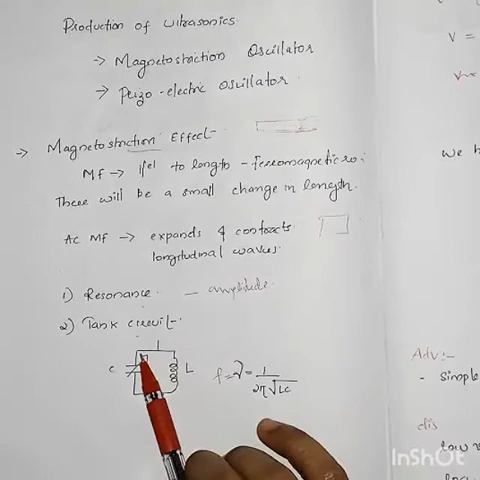 Production of Ultrasonics
→ Magnetostriction Oscillator
→ Peizo-electric Oscillator
→ Magnetostriction Effect-
Mf → ||el to length - ferromagnetic ro
There will be a small change in length.
AC Mf → expands & contracts
longitudinal waves
1) Resonance — amplitude
2) Tank circuit-
C L f = ν = 1/2π√LC
V =
V=
we h
Adv:-
- Simple
dis
low
InShOt